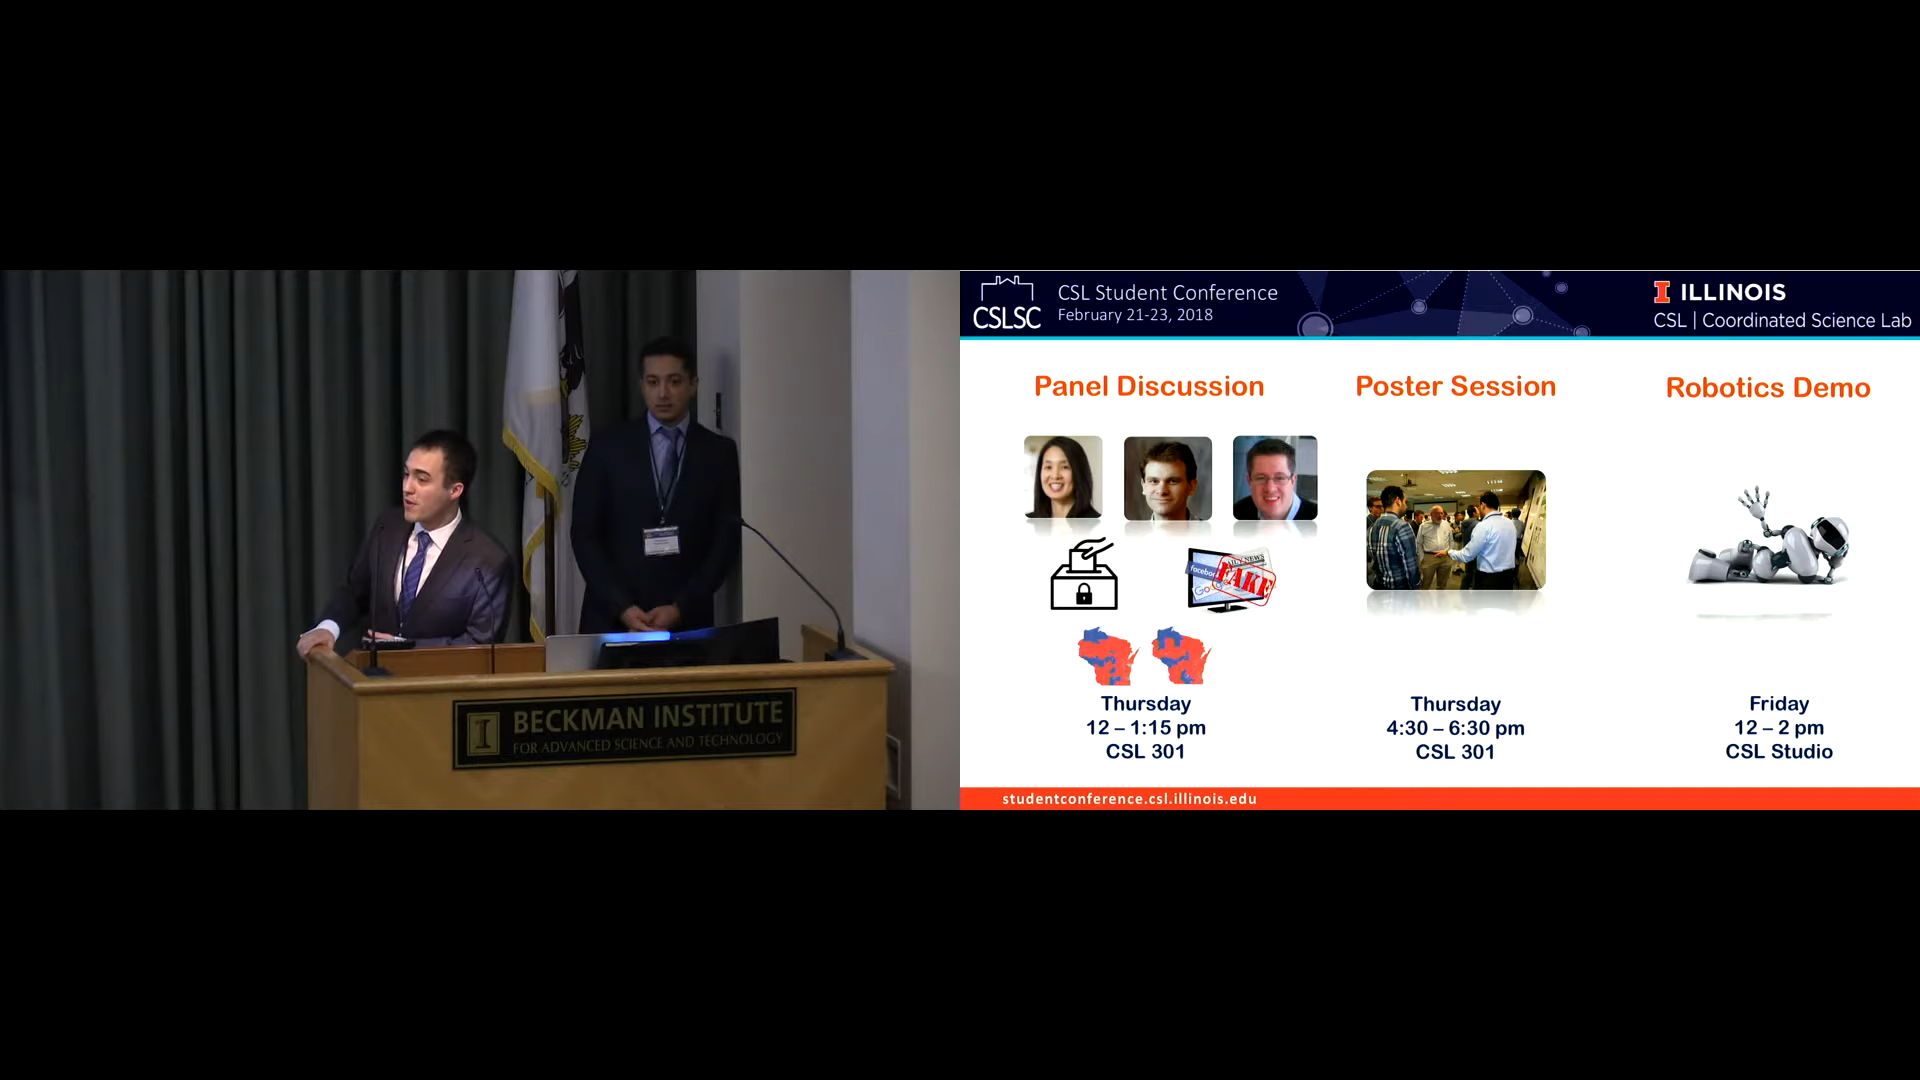 BECKMAN INSTITUTE
FOR ADVANCED SCIENCE AND TECHNOLOGY
CSLSC
CSL Student Conference
February 21-23, 2018
ILLINOIS
CSL | Coordinated Science Lab
Panel Discussion
Poster Session
Robotics Demo
facebook
NEWS
FAKE
Thursday
12 – 1:15 pm
CSL 301
Thursday
4:30 – 6:30 pm
CSL 301
Friday
12 – 2 pm
CSL Studio
studentconference.csl.illinois.edu